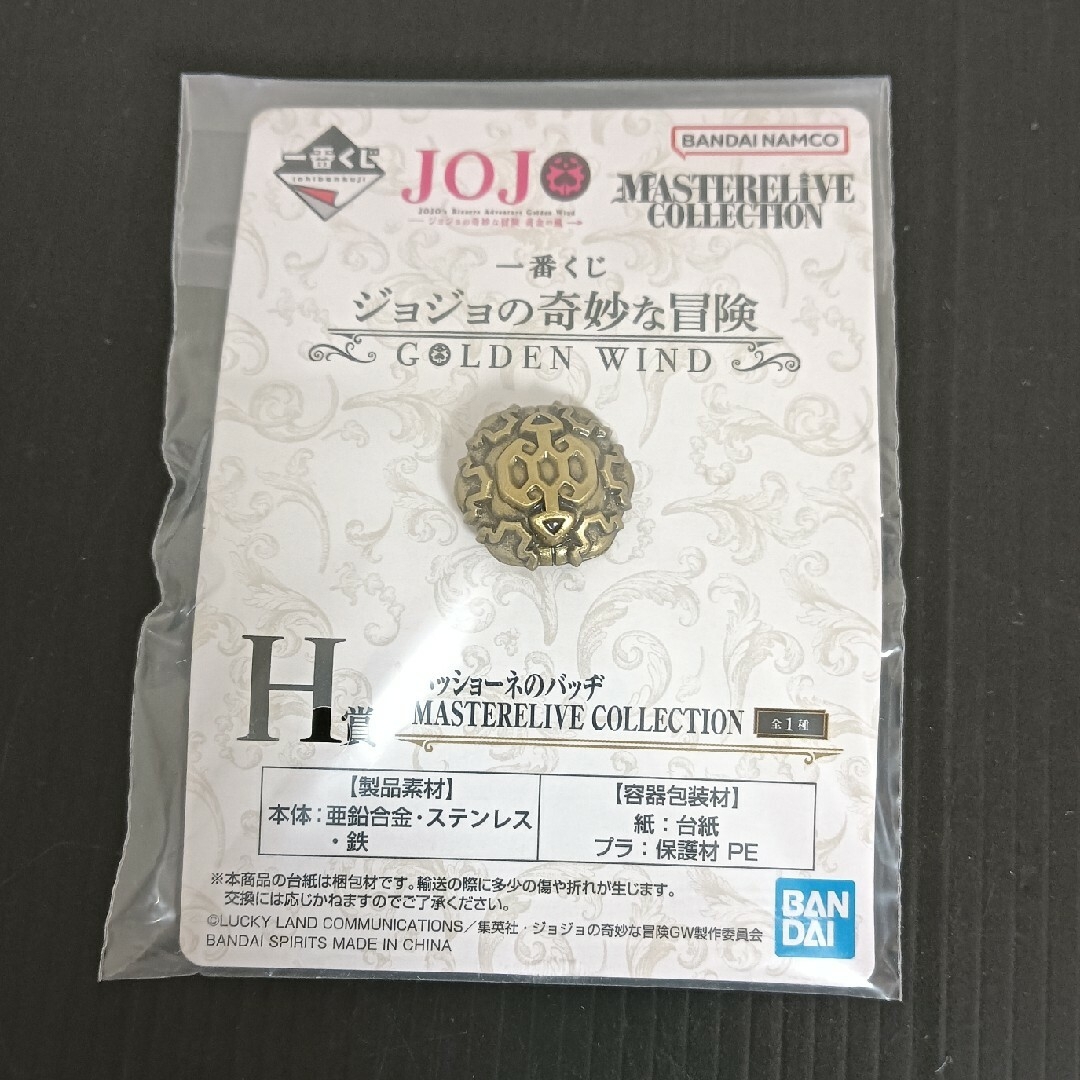 一番くじ
ichibankuji
JOJO
JOJO's Bizarre Adventure Golden Wind
ジョジョの奇妙な冒険 黄金の風
BANDAI NAMCO
MASTERELIVE
COLLECTION
一番くじ
ジョジョの奇妙な冒険
GOLDEN WIND
H賞
ッショーネのバッヂ
MASTERELIVE COLLECTION 全1種
【製品素材】
本体：亜鉛合金・ステンレス
・鉄
【容器包装材】
紙：台紙
プラ：保護材 PE
※本商品の台紙は梱包材です。輸送の際に多少の傷や折れが生じます。
交換には応じかねますのでご了承ください。
©LUCKY LAND COMMUNICATIONS／集英社・ジョジョの奇妙な冒険GW製作委員会
BANDAI SPIRITS MADE IN CHINA
BAN
DAI